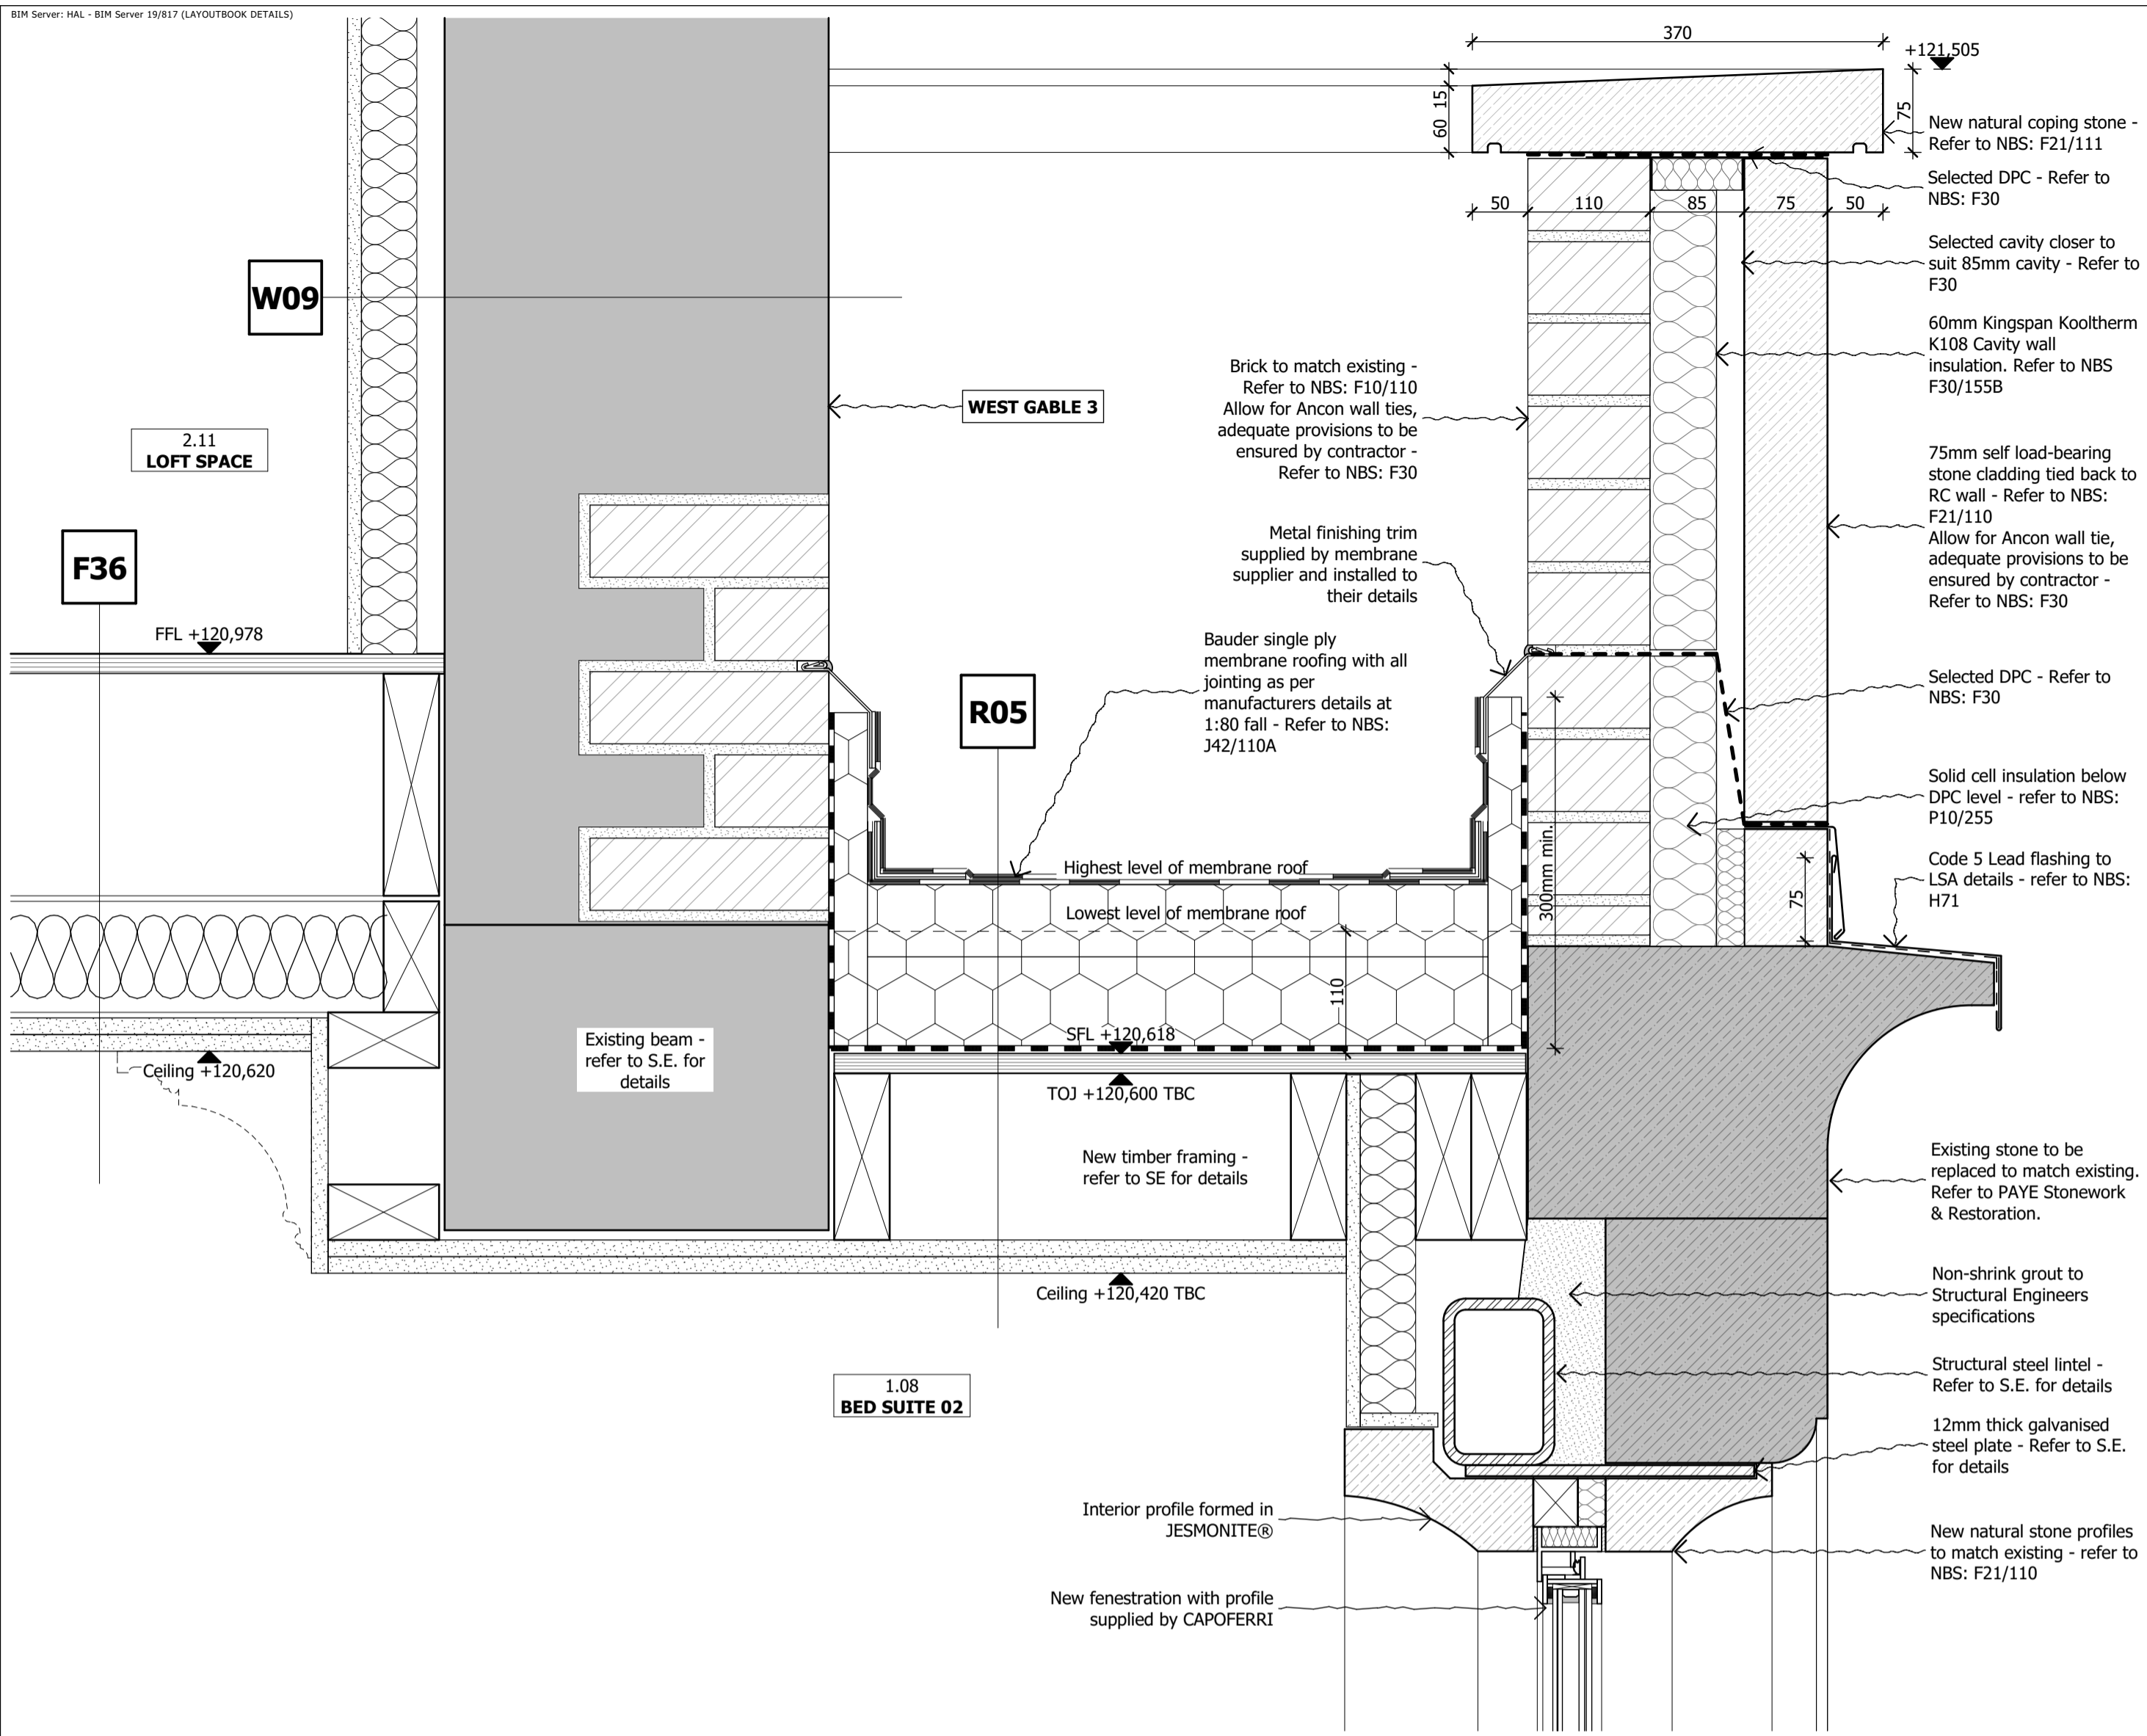 BIM Server: HAL - BIM Server 19/817 (LAYOUTBOOK DETAILS)
370
+121,505
15
60
75
New natural coping stone -
Refer to NBS: F21/111
Selected DPC - Refer to
NBS: F30
50
110
85
75
50
Selected cavity closer to
suit 85mm cavity - Refer to
F30
W09
60mm Kingspan Kooltherm
K108 Cavity wall
insulation. Refer to NBS
F30/155B
Brick to match existing -
Refer to NBS: F10/110
Allow for Ancon wall ties,
adequate provisions to be
ensured by contractor -
Refer to NBS: F30
WEST GABLE 3
2.11
LOFT SPACE
75mm self load-bearing
stone cladding tied back to
RC wall - Refer to NBS:
F21/110
Allow for Ancon wall tie,
adequate provisions to be
ensured by contractor -
Refer to NBS: F30
Metal finishing trim
supplied by membrane
supplier and installed to
their details
F36
FFL +120,978
Bauder single ply
membrane roofing with all
jointing as per
manufacturers details at
1:80 fall - Refer to NBS:
J42/110A
R05
Selected DPC - Refer to
NBS: F30
Solid cell insulation below
DPC level - refer to NBS:
P10/255
Highest level of membrane roof
Lowest level of membrane roof
300mm min.
75
Code 5 Lead flashing to
LSA details - refer to NBS:
H71
110
SFL +120,618
Existing beam -
refer to S.E. for
details
Ceiling +120,620
TOJ +120,600 TBC
New timber framing -
refer to SE for details
Existing stone to be
replaced to match existing.
Refer to PAYE Stonework
& Restoration.
Ceiling +120,420 TBC
Non-shrink grout to
Structural Engineers
specifications
1.08
BED SUITE 02
Structural steel lintel -
Refer to S.E. for details
12mm thick galvanised
steel plate - Refer to S.E.
for details
Interior profile formed in
JESMONITE®
New natural stone profiles
to match existing - refer to
NBS: F21/110
New fenestration with profile
supplied by CAPOFERRI